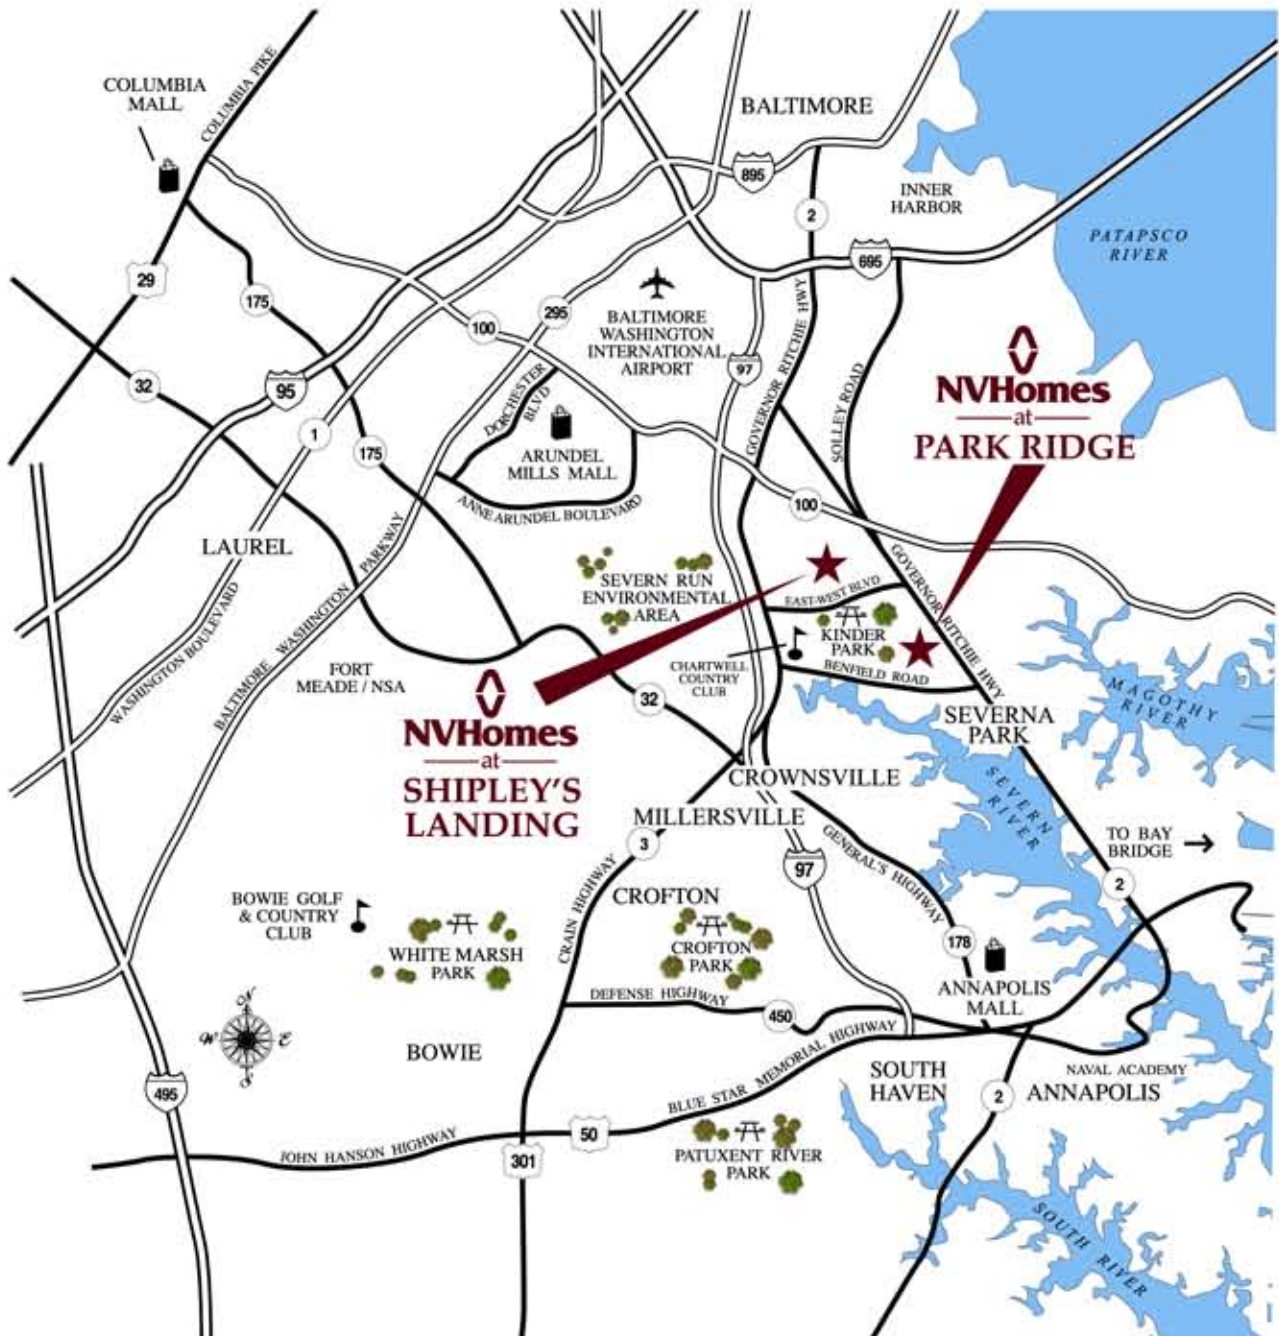 COLUMBIA
MALL
COLUMBIA PIKE
BALTIMORE
895
INNER
HARBOR
2
PATAPSCO
RIVER
695
29
175
295
100
BALTIMORE
WASHINGTON
INTERNATIONAL
AIRPORT
97
GOVERNOR RITCHIE HWY
SOLLEY ROAD
NVHomes
at
PARK RIDGE
32
95
1
175
DORCHESTER
BLVD
ARUNDEL
MILLS MALL
ANNE ARUNDEL BOULEVARD
100
LAUREL
WASHINGTON BOULEVARD
BALTIMORE WASHINGTON PARKWAY
SEVERN RUN
ENVIRONMENTAL
AREA
EAST-WEST BLVD
GOVERNOR RITCHIE HWY
KINDER
PARK
CHARTWELL
COUNTRY
CLUB
BENFIELD ROAD
FORT
MEADE / NSA
32
MAGOTHY
RIVER
SEVERNA
PARK
NVHomes
at
SHIPLEY'S
LANDING
CROWNSVILLE
MILLERSVILLE
SEVERN
RIVER
3
97
GENERAL'S HIGHWAY
TO BAY
BRIDGE
2
CRAIN HIGHWAY
CROFTON
BOWIE GOLF
& COUNTRY
CLUB
WHITE MARSH
PARK
CROFTON
PARK
178
ANNAPOLIS
MALL
DEFENSE HIGHWAY
450
N
W
E
S
BOWIE
BLUE STAR MEMORIAL HIGHWAY
SOUTH
HAVEN
NAVAL ACADEMY
ANNAPOLIS
2
495
JOHN HANSON HIGHWAY
50
301
PATUXENT RIVER
PARK
SOUTH RIVER